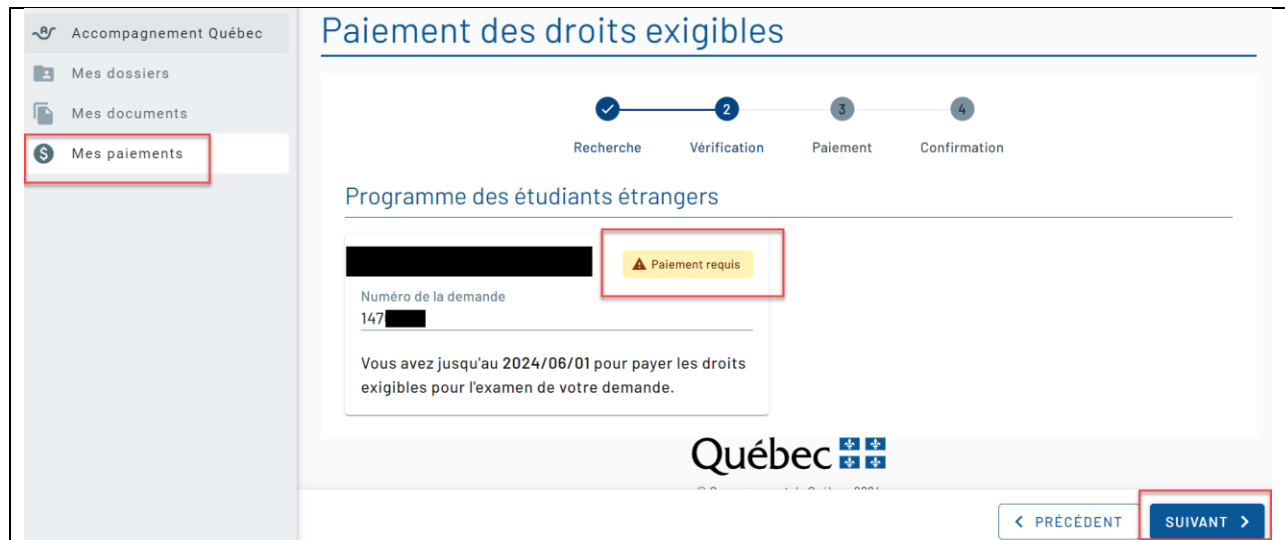 Accompagnement Québec
Mes dossiers
Mes documents
Mes paiements
Paiement des droits exigibles
2
3
4
Recherche
Vérification
Paiement
Confirmation
Programme des étudiants étrangers
Paiement requis
Numéro de la demande
147
Vous avez jusqu'au 2024/06/01 pour payer les droits
exigibles pour l'examen de votre demande.
Québec
PRÉCÉDENT
SUIVANT